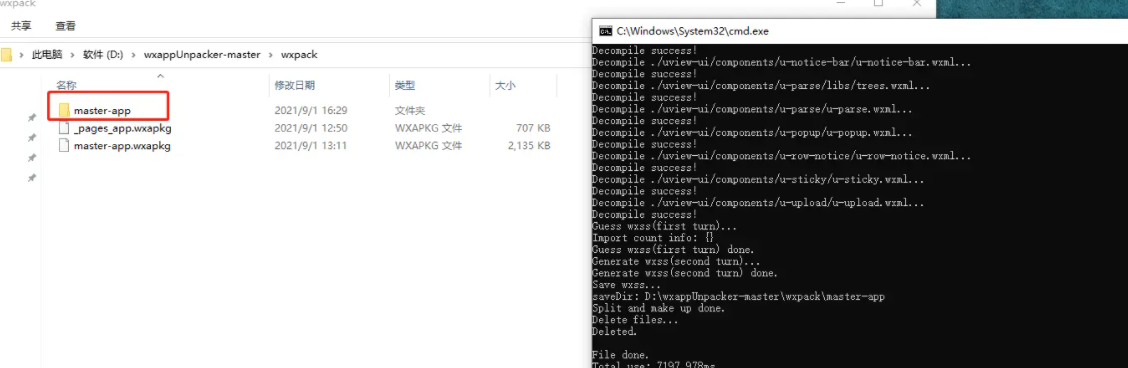 wxpack
共享 查看
此电脑 > 软件 (D:) > wxappUnpacker-master > wxpack
名称 修改日期 类型 大小
master-app 2021/9/1 16:29 文件夹
_pages_app.wxapkg 2021/9/1 12:50 WXAPKG 文件 707 KB
master-app.wxapkg 2021/9/1 13:11 WXAPKG 文件 2,135 KB
C:\Windows\System32\cmd.exe
Decompile success!
Decompile ./uview-ui/components/u-notice-bar/u-notice-bar.wxml...
Decompile success!
Decompile ./uview-ui/components/u-parse/libs/trees.wxml...
Decompile success!
Decompile ./uview-ui/components/u-parse/u-parse.wxml...
Decompile success!
Decompile ./uview-ui/components/u-popup/u-popup.wxml...
Decompile success!
Decompile ./uview-ui/components/u-row-notice/u-row-notice.wxml...
Decompile success!
Decompile ./uview-ui/components/u-sticky/u-sticky.wxml...
Decompile success!
Decompile ./uview-ui/components/u-upload/u-upload.wxml...
Decompile success!
Guess wxss(first turn)...
Import count info: {}
Guess wxss(first turn) done.
Generate wxss(second turn)...
Generate wxss(second turn) done.
Save wxss...
saveDir: D:\wxappUnpacker-master\wxpack\master-app
Split and make up done.
Delete files...
Deleted.
File done.
Total use: 7197.978ms